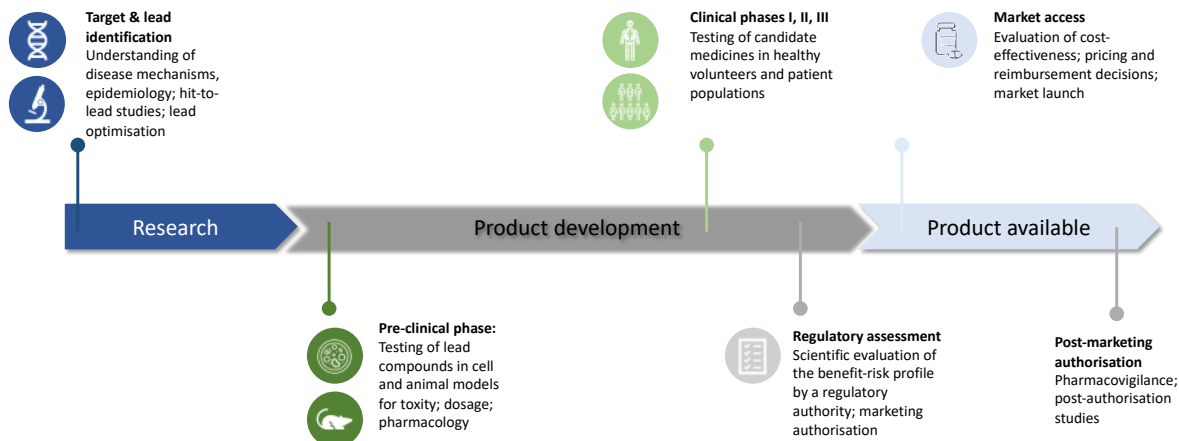 Target & lead
identification
Understanding of
disease mechanisms,
epidemiology; hit-to-
lead studies; lead
optimisation
Clinical phases I, II, III
Testing of candidate
medicines in healthy
volunteers and patient
populations
Market access
Evaluation of cost-
effectiveness; pricing and
reimbursement decisions;
market launch
Research
Product development
Product available
Pre-clinical phase:
Testing of lead
compounds in cell
and animal models
for toxity; dosage;
pharmacology
Regulatory assessment
Scientific evaluation of
the benefit-risk profile
by a regulatory
authority; marketing
authorisation
Post-marketing
authorisation
Pharmacovigilance;
post-authorisation
studies